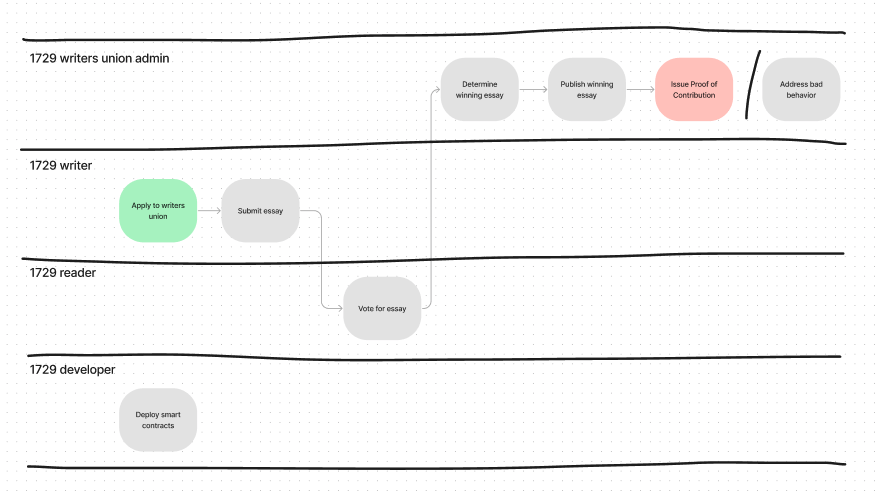 1729 writers union admin
Determine
winning essay
Publish winning
essay
Issue Proof of
Contribution
Address bad
behavior
1729 writer
Apply to writers
union
Submit essay
1729 reader
Vote for essay
1729 developer
Deploy smart
contracts